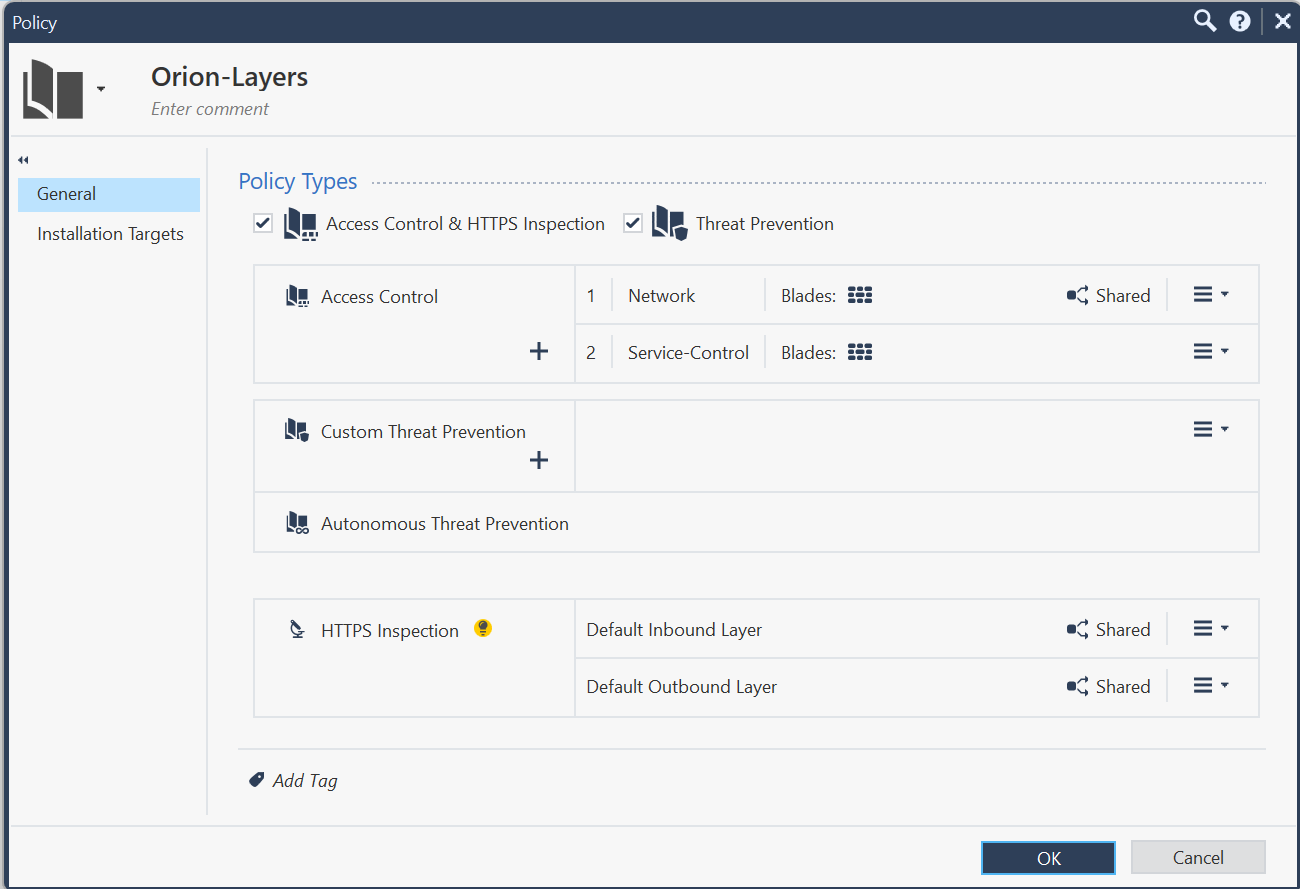 Policy
Orion-Layers
Enter comment
General
Installation Targets
Policy Types
Access Control & HTTPS Inspection
Threat Prevention
Access Control
1 Network Blades: Shared
2 Service-Control Blades:
Custom Threat Prevention
Autonomous Threat Prevention
HTTPS Inspection
Default Inbound Layer Shared
Default Outbound Layer Shared
Add Tag
OK Cancel